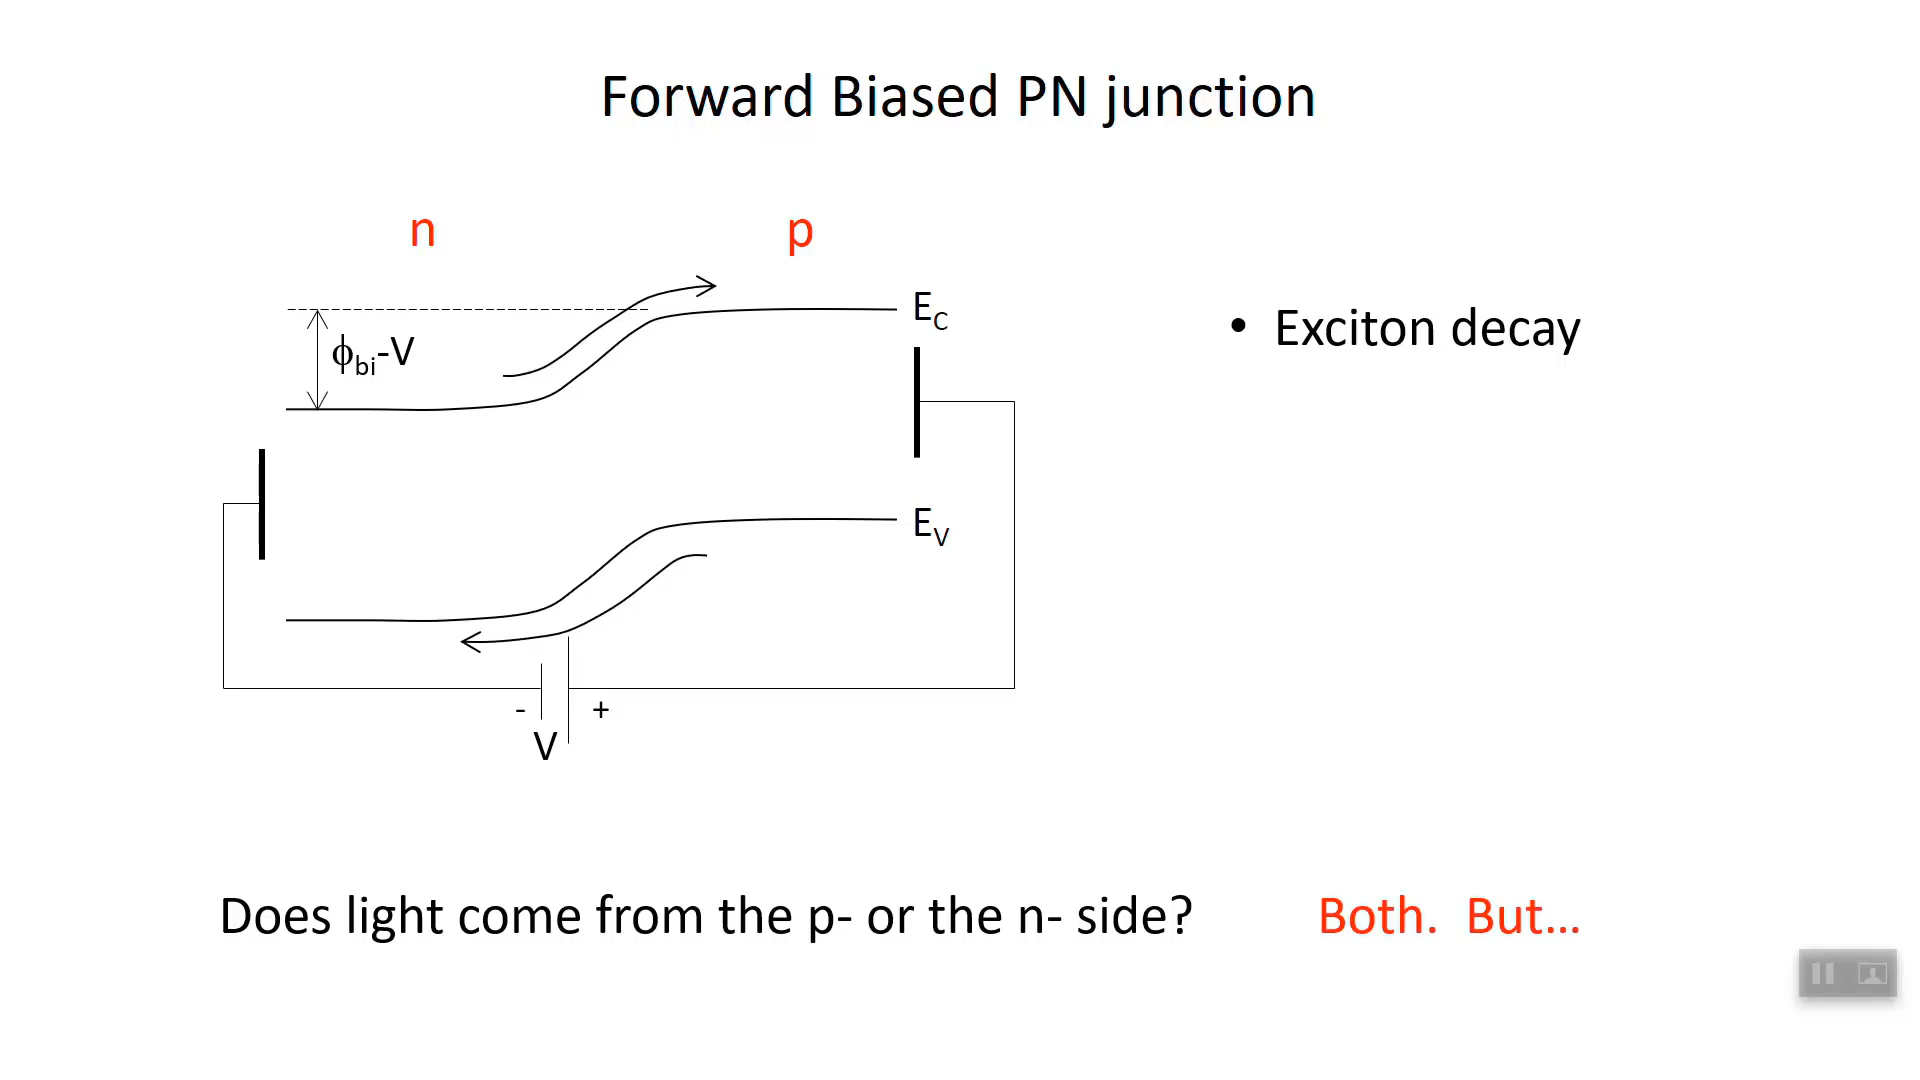 Forward Biased PN junction
n
p
E_C
• Exciton decay
ϕ_bi-V
E_V
- +
V
Does light come from the p- or the n- side? Both. But...